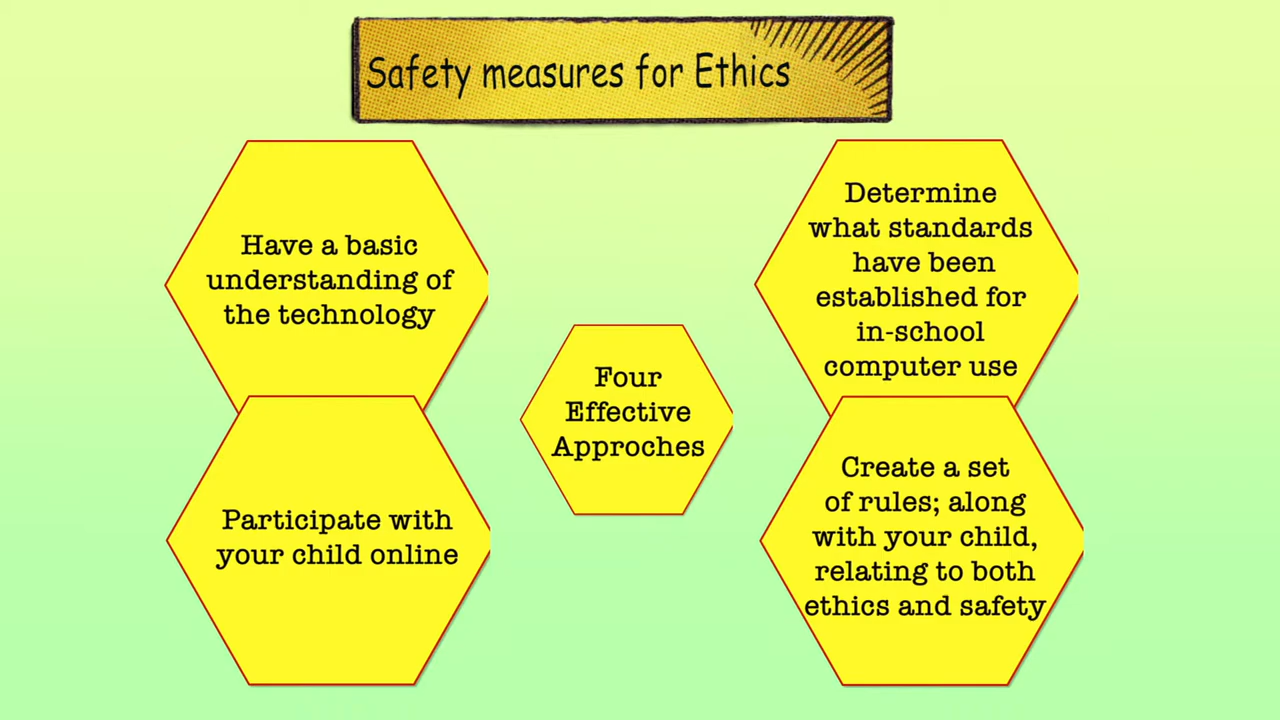 Safety measures for Ethics
Have a basic
understanding of
the technology
Determine
what standards
have been
established for
in-school
computer use
Four
Effective
Approches
Participate with
your child online
Create a set
of rules; along
with your child,
relating to both
ethics and safety